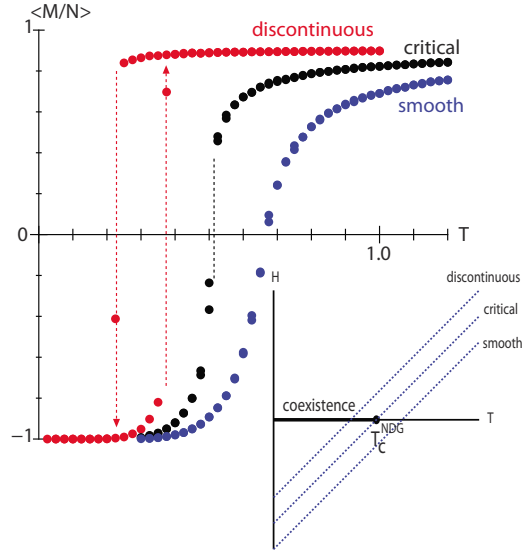 <M/N>
1
discontinuous
critical
smooth
0
T
1.0
H
discontinuous
critical
smooth
coexistence
T
NDG
T
c
−1